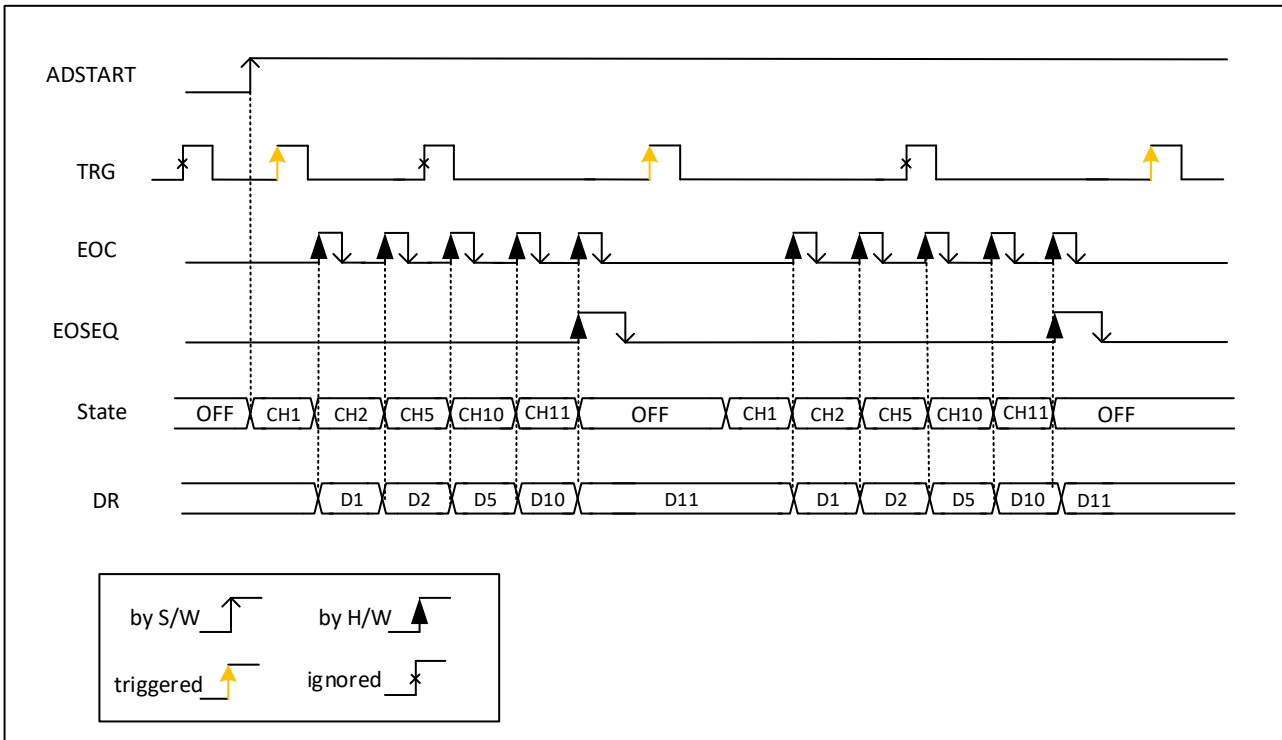 ADSTART
TRG
EOC
EOSEQ
State OFF CH1 CH2 CH5 CH10 CH11 OFF CH1 CH2 CH5 CH10 CH11 OFF
DR D1 D2 D5 D10 D11 D1 D2 D5 D10 D11
by S/W by H/W
triggered ignored